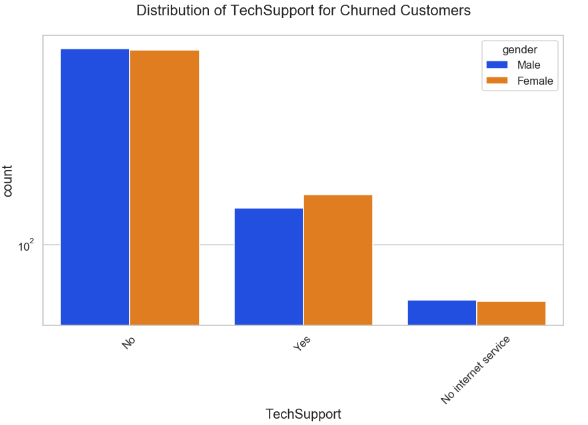 Distribution of TechSupport for Churned Customers
gender
Male
Female
count
10²
No
Yes
No internet service
TechSupport